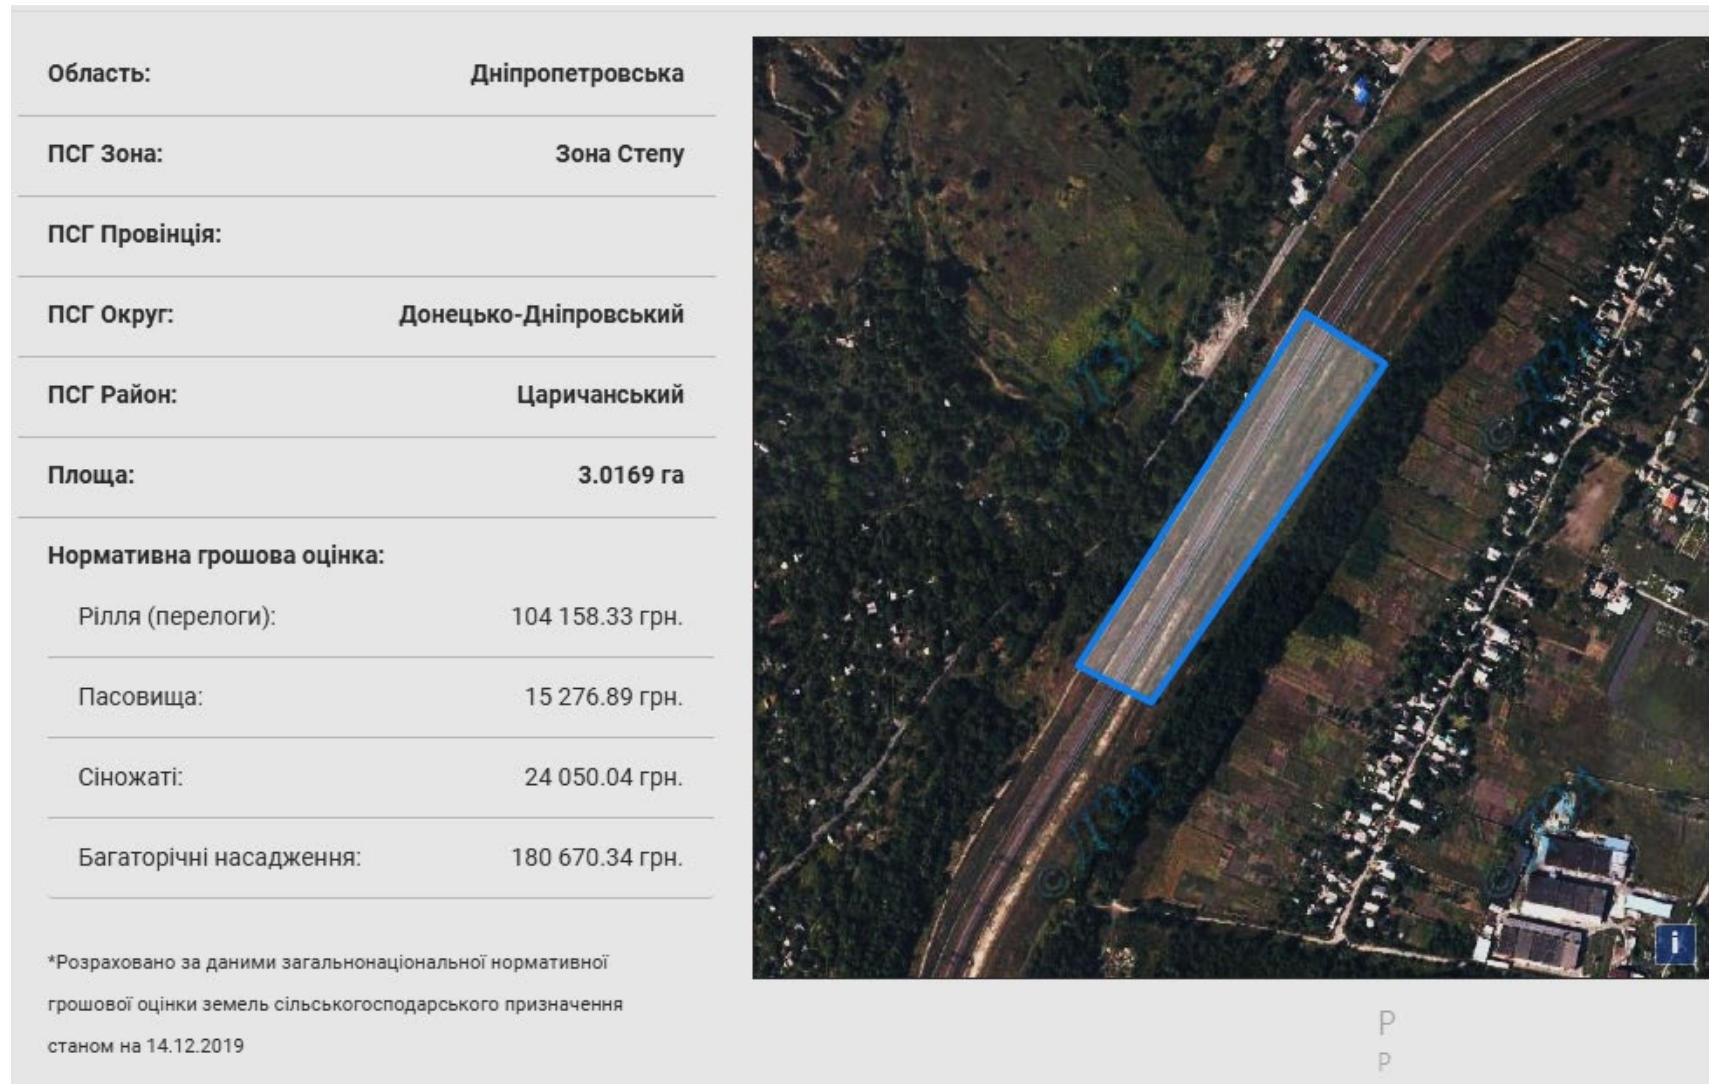 Область: Дніпропетровська
ПСГ Зона: Зона Степу
ПСГ Провінція:
ПСГ Округ: Донецько-Дніпровський
ПСГ Район: Царичанський
Площа: 3.0169 га
Нормативна грошова оцінка:
Рілля (перелоги): 104 158.33 грн.
Пасовища: 15 276.89 грн.
Сіножаті: 24 050.04 грн.
Багаторічні насадження: 180 670.34 грн.
*Розраховано за даними загальнонаціональної нормативної
грошової оцінки земель сільськогосподарського призначення
станом на 14.12.2019
i
Р
Р